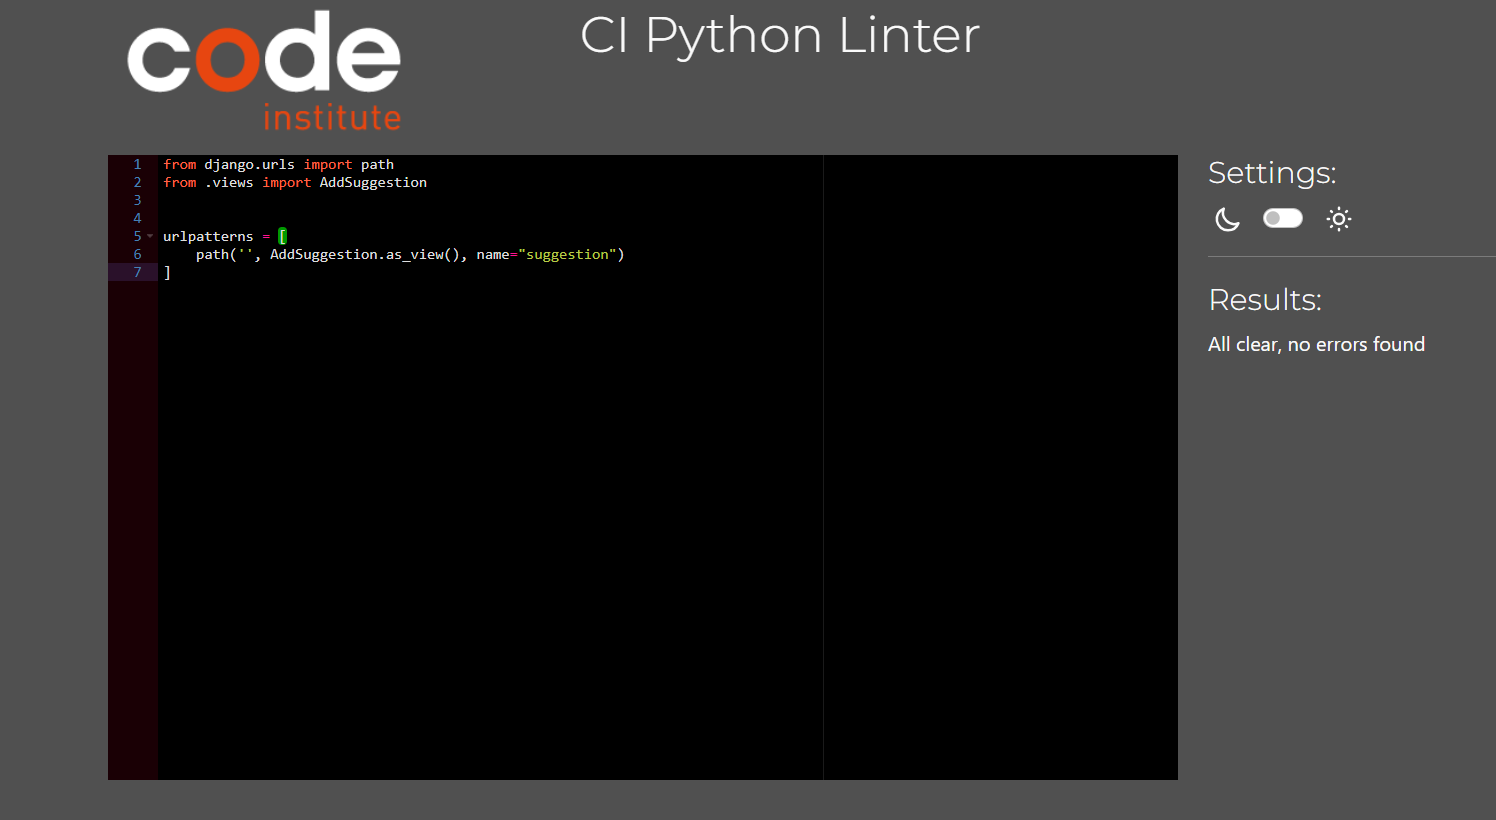 code
institute
CI Python Linter
1 from django.urls import path
2 from .views import AddSuggestion
3
4
5 urlpatterns = [
6     path('', AddSuggestion.as_view(), name="suggestion")
7 ]
Settings:
Results:
All clear, no errors found